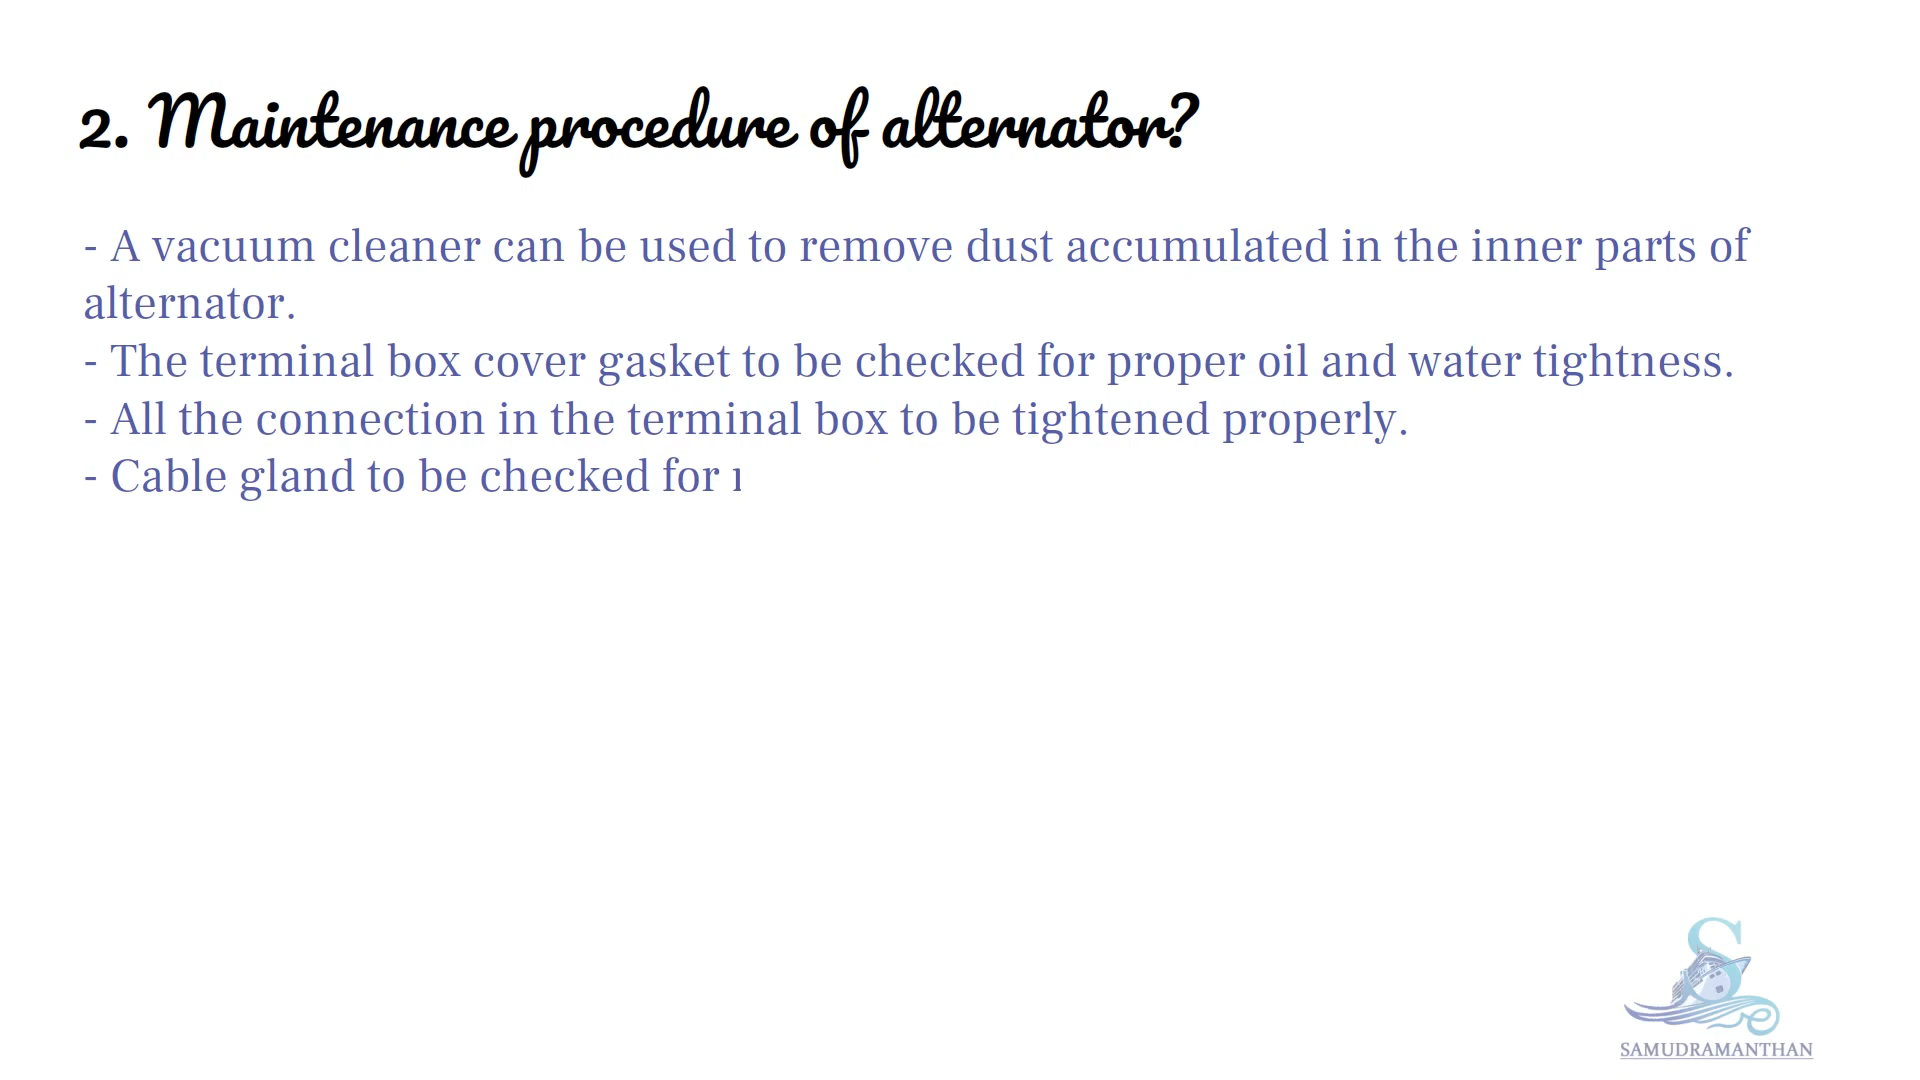 2. Maintenance procedure of alternator?
- A vacuum cleaner can be used to remove dust accumulated in the inner parts of
alternator.
- The terminal box cover gasket to be checked for proper oil and water tightness.
- All the connection in the terminal box to be tightened properly.
- Cable gland to be checked for
SAMUDRAMANTHAN